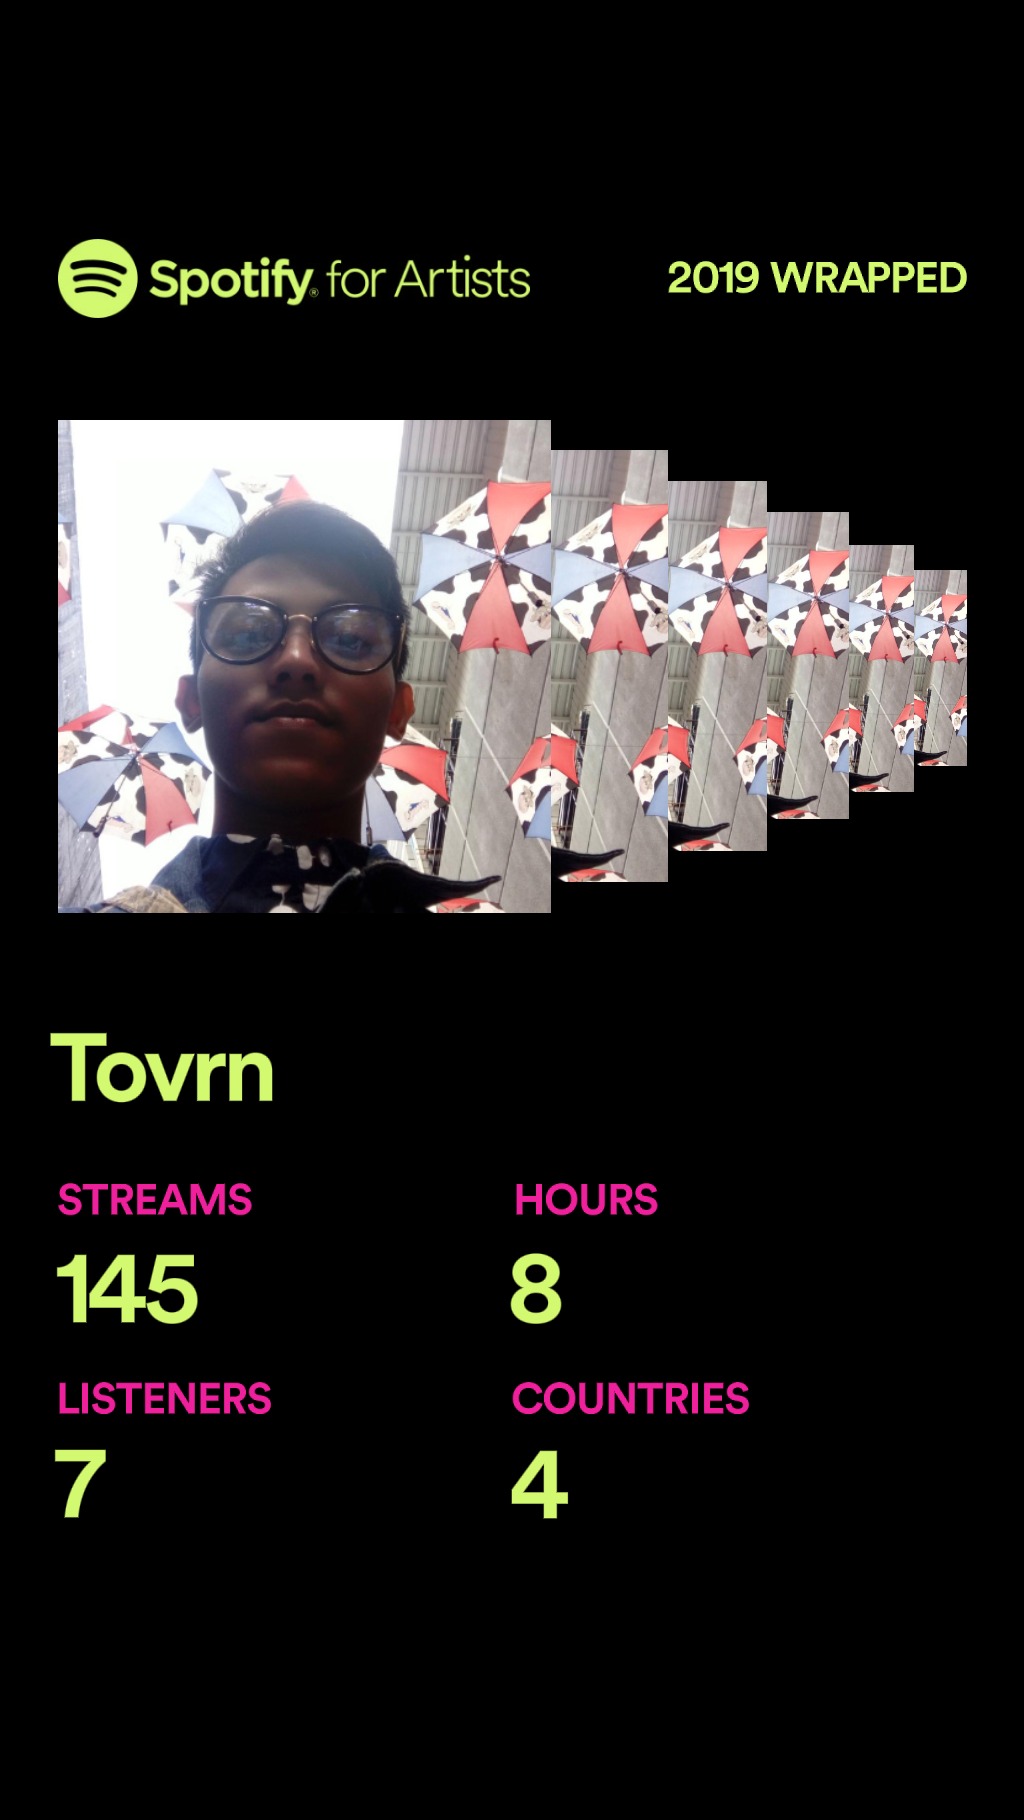 Spotify® for Artists
2019 WRAPPED
Tovrn
STREAMS
HOURS
145
8
LISTENERS
COUNTRIES
7
4